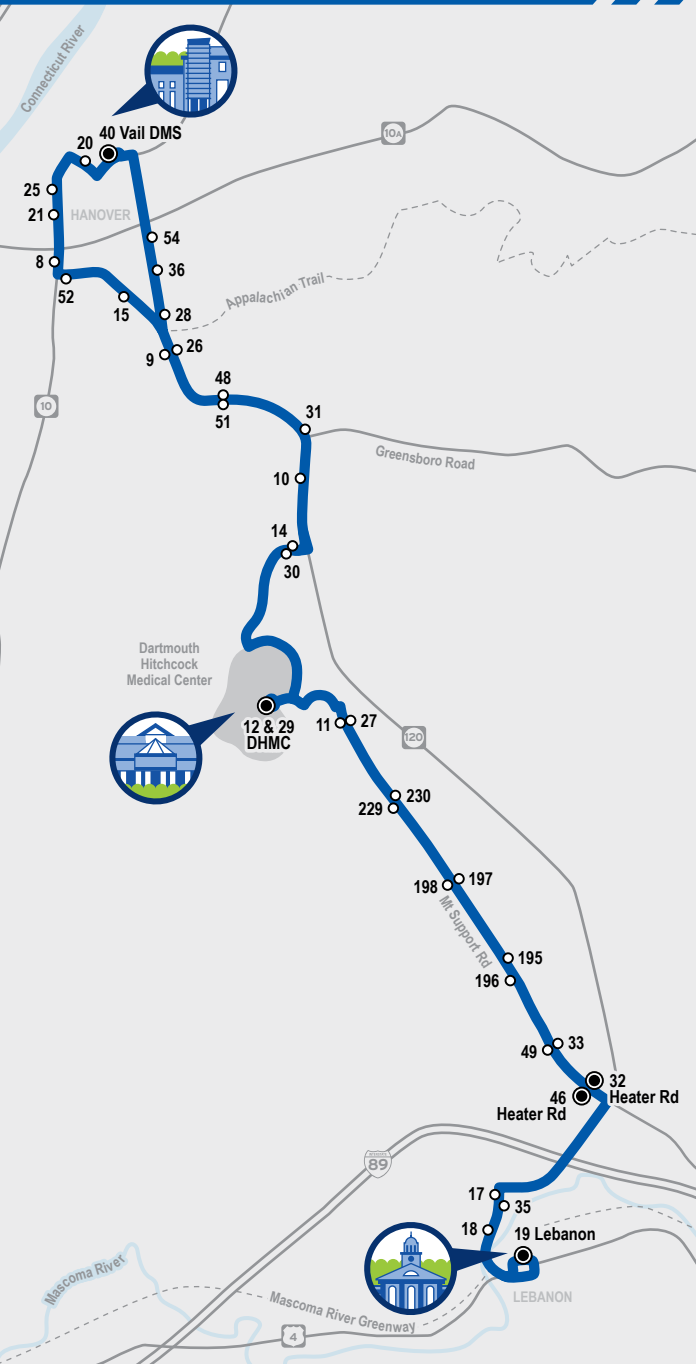 Connecticut River
10A
20
40 Vail DMS
25
21
HANOVER
54
8
36
52
Appalachian Trail
15
28
26
9
48
51
31
10
Greensboro Road
10
14
30
Dartmouth
Hitchcock
Medical Center
12 & 29
DHMC
11
27
120
230
229
197
198
Mt Support Rd
195
196
33
49
32
Heater Rd
46
Heater Rd
89
17
35
18
19 Lebanon
Mascoma River
LEBANON
Mascoma River Greenway
4